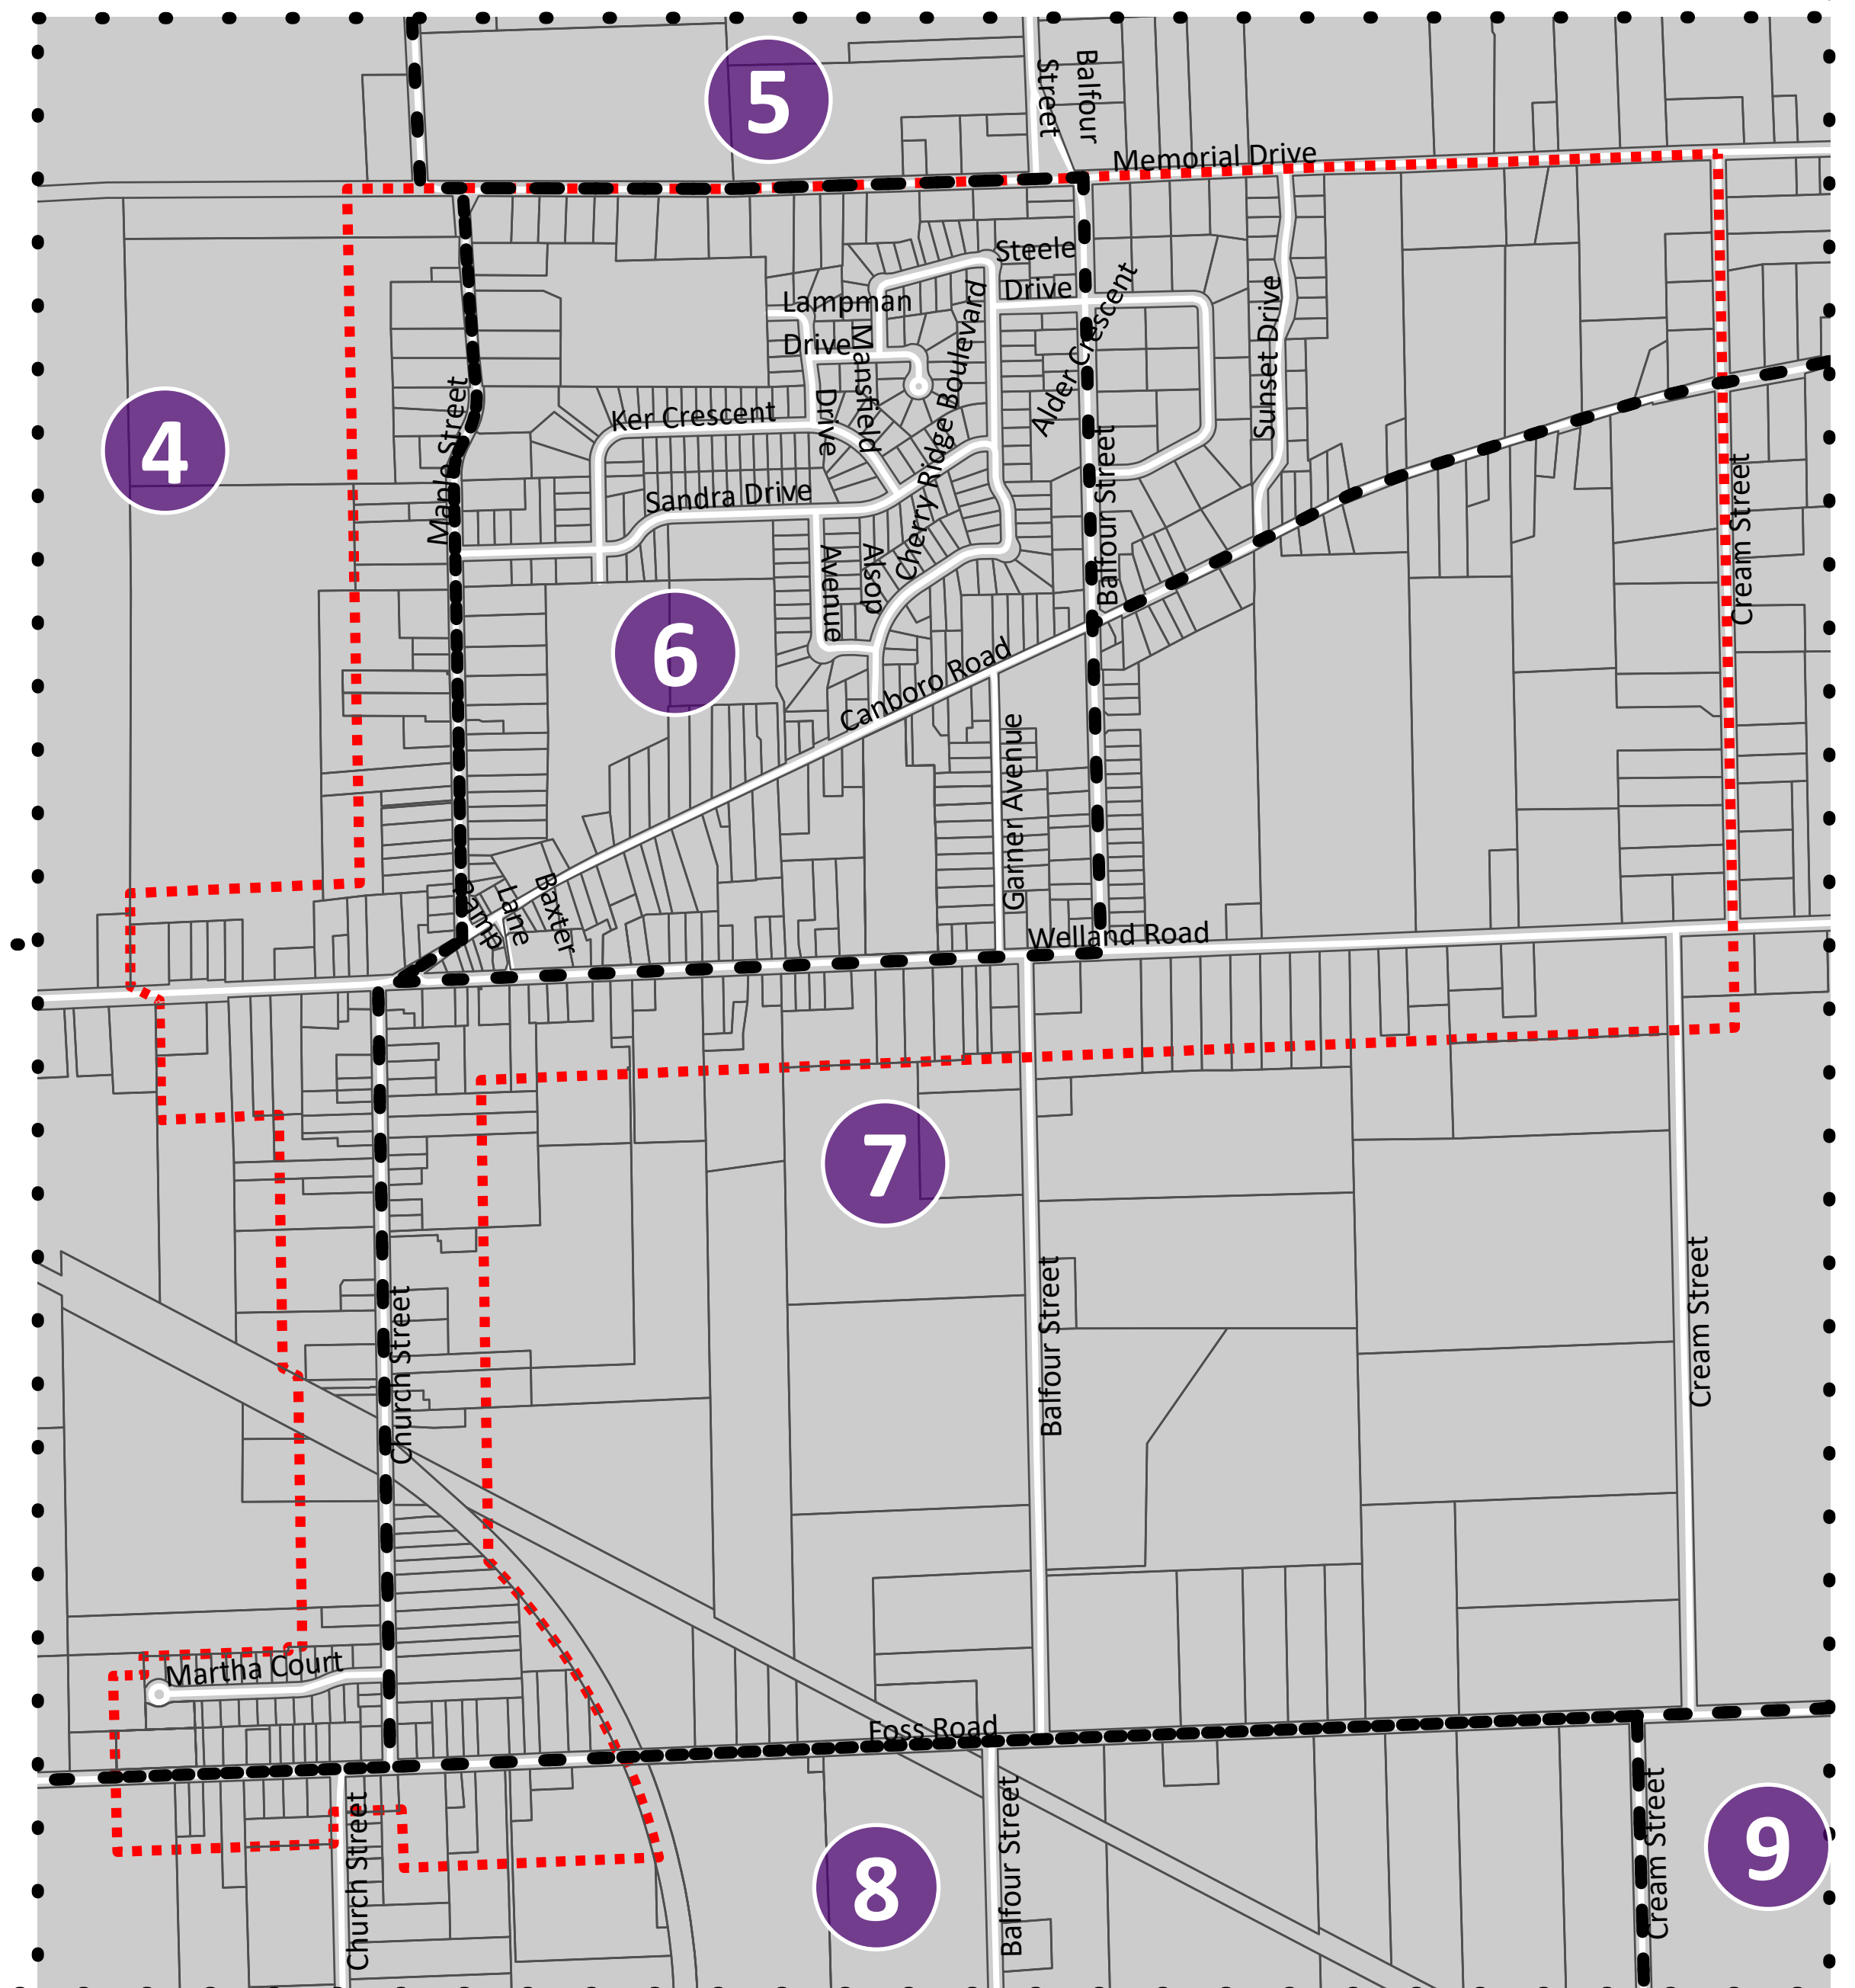 5
Balfour
Street
Memorial Drive
Steele
Drive
Lampman
Drive
Drive
Mansfield
Cherry Ridge Boulevard
Alder Crescent
Sunset Drive
4
Maple Street
Ker Crescent
Sandra Drive
Balfour Street
Cream Street
Alsop
Avenue
6
Canboro Road
Garner Avenue
Baxter
Lane
Ramp
Welland Road
7
Church Street
Balfour Street
Cream Street
Martha Court
Foss Road
Church Street
Balfour Street
Cream Street
8
9